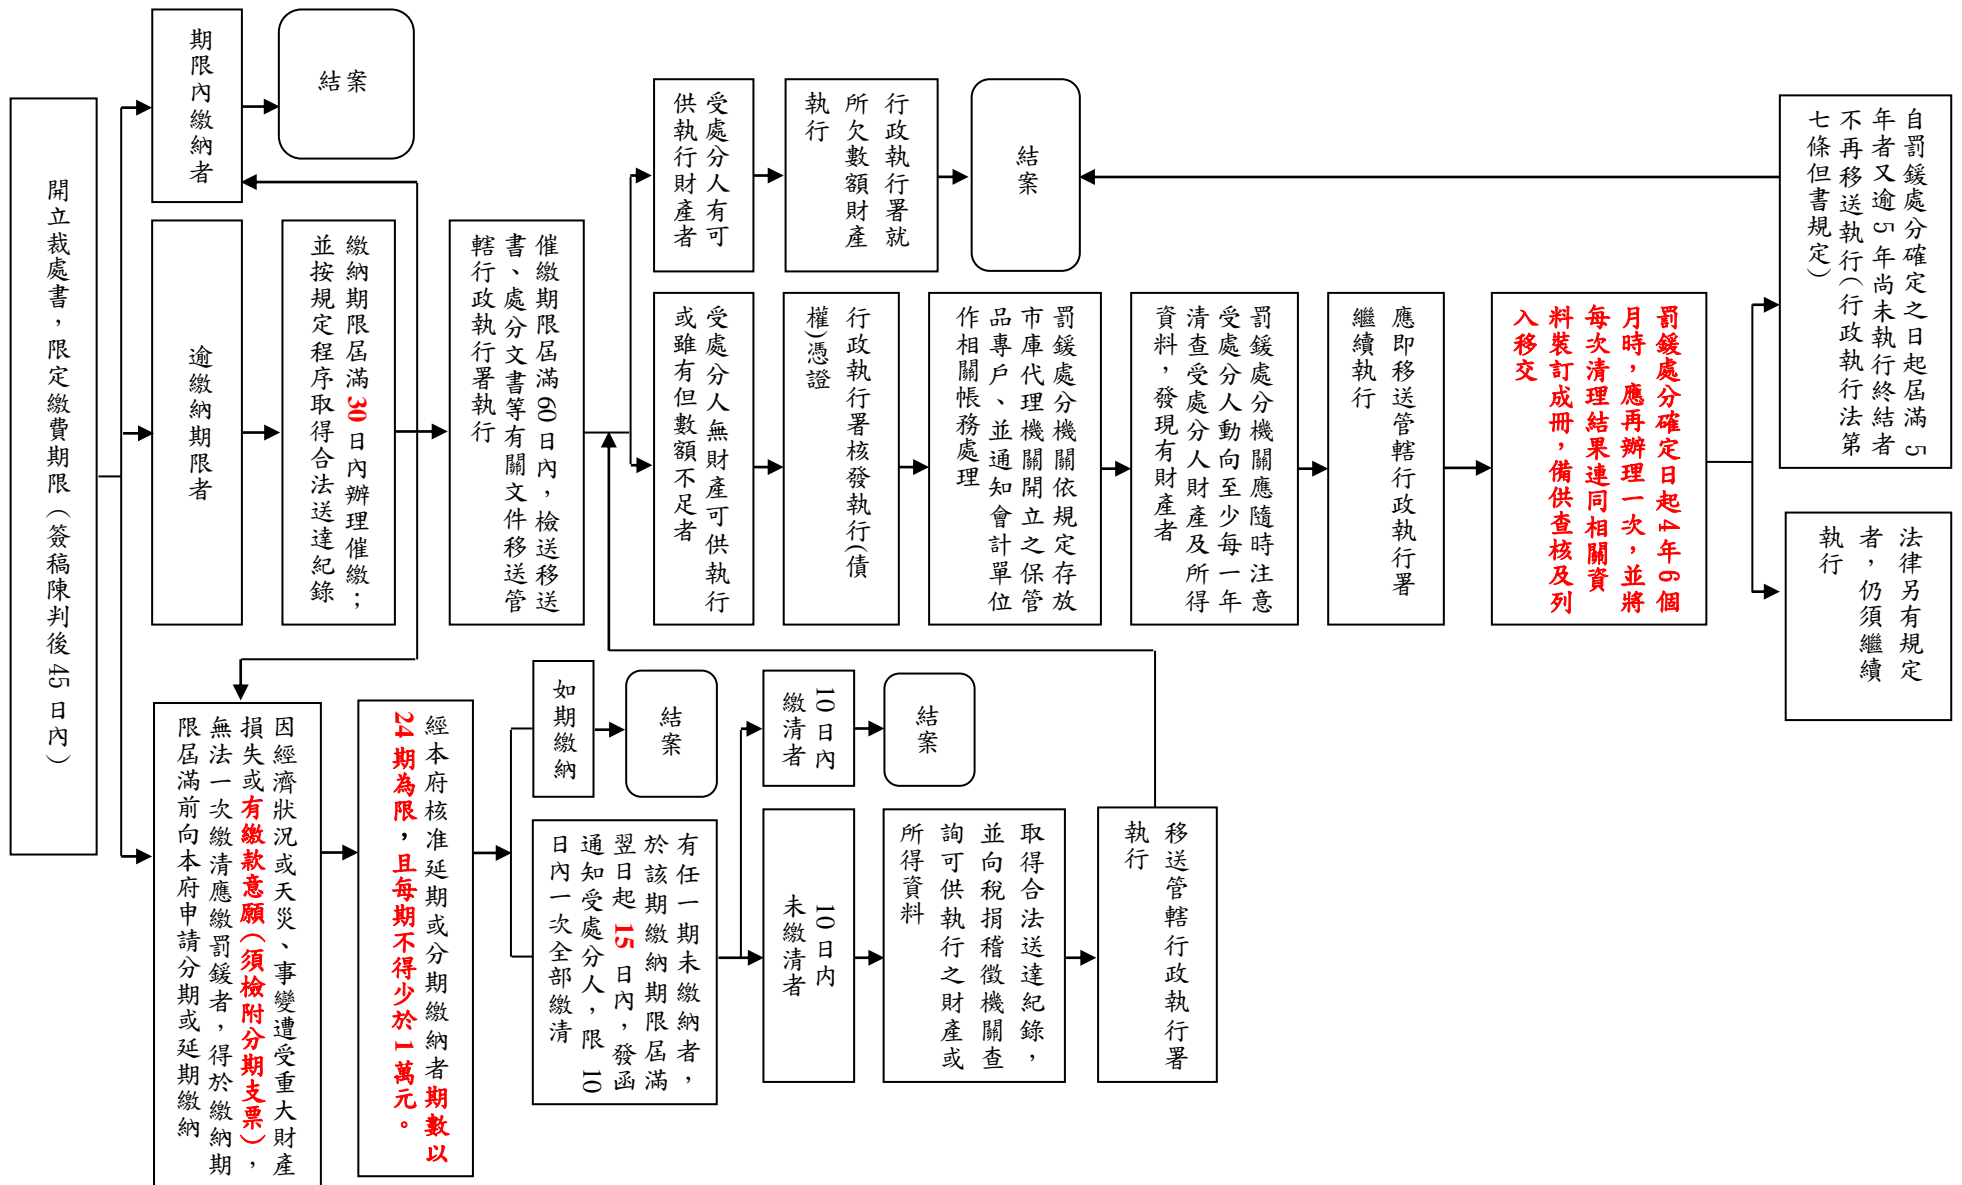 開立裁處書，限定繳費期限（簽稿陳判後 45 日內）
期限內繳納者
結案
逾繳納期限者
繳納期限屆滿 30 日內辦理催繳；
並按規定程序取得合法送達紀錄
催繳期限屆滿 60 日內，檢送移送
書、處分文書等有關文件移送管
轄行政執行署執行
受處分人有可
供執行財產者
行政執行署就
所欠數額財產
執行
結案
受處分人無財產可供執行
或雖有但數額不足者
行政執行署核發執行(債
權)憑證
罰鍰處分機關依規定存放
市庫代理機關開立之保管
品專戶、並通知會計單位
作相關帳務處理
罰鍰處分機關應隨時注意
受處分人動向至少每一年
清查受處分人財產及所得
資料，發現有財產者
應即移送管轄行政執行署
繼續執行
罰鍰處分確定日起 4 年 6 個
月時，應再辦理一次，並將
每次清理結果連同相關資
料裝訂成冊，備供查核及列
入移交
自罰鍰處分確定之日起屆滿 5
年者又逾 5 年尚未執行終結者
不再移送執行(行政執行法第
七條但書規定)
法律另有規定
者，仍須繼續
執行
因經濟狀況或天災、事變遭受重大財產
損失或有繳款意願（須檢附分期支票），
無法一次繳清應繳罰鍰者，得於繳納期
限屆滿前向本府申請分期或延期繳納
經本府核准延期或分期繳納者期數以
24 期為限，且每期不得少於 1 萬元。
如期繳納
結案
有任一期未繳納者，
於該期繳納期限屆滿
翌日起 15 日內，發函
通知受處分人，限 10
日內一次全部繳清
10 日內
繳清者
結案
10 日內
未繳清者
取得合法送達紀錄，
並向稅捐稽徵機關查
詢可供執行之財產或
所得資料
移送管轄行政執行署
執行